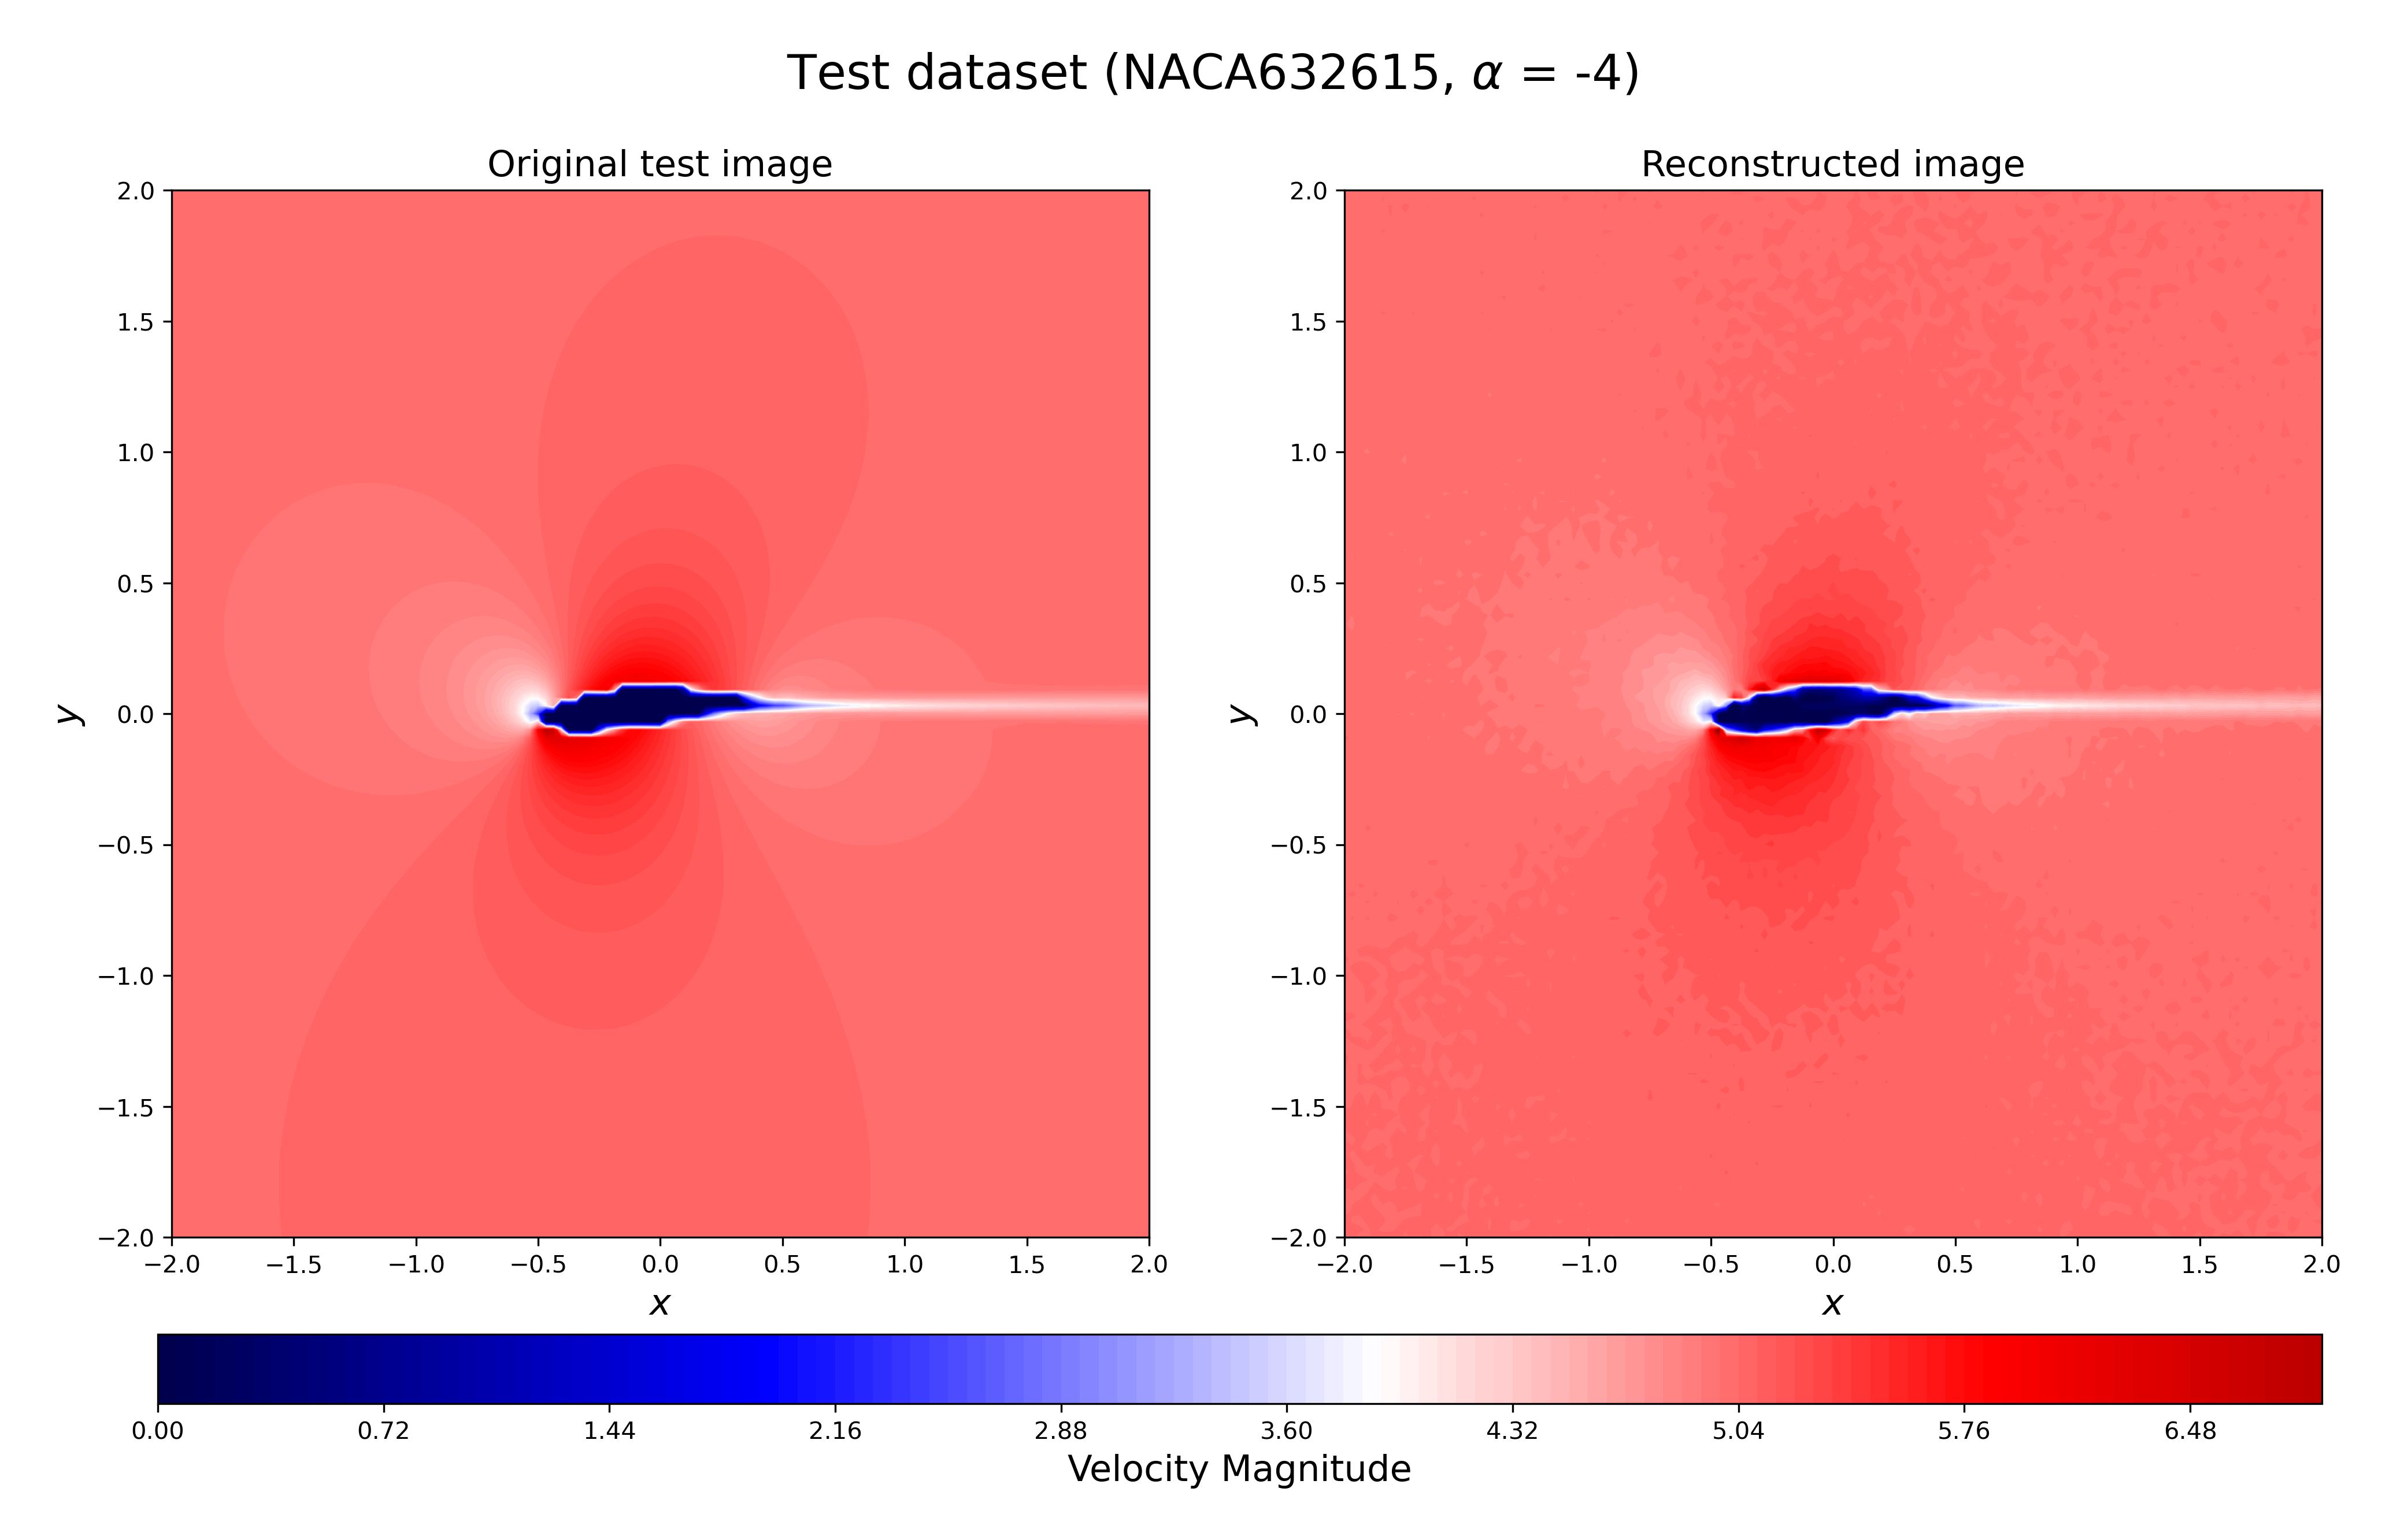 Test dataset (NACA632615, α = -4)
Original test image
Reconstructed image
2.0
1.5
1.0
0.5
0.0
−0.5
−1.0
−1.5
−2.0
y
−2.0 −1.5 −1.0 −0.5 0.0 0.5 1.0 1.5 2.0
x
2.0
1.5
1.0
0.5
0.0
−0.5
−1.0
−1.5
−2.0
y
−2.0 −1.5 −1.0 −0.5 0.0 0.5 1.0 1.5 2.0
x
0.00 0.72 1.44 2.16 2.88 3.60 4.32 5.04 5.76 6.48
Velocity Magnitude